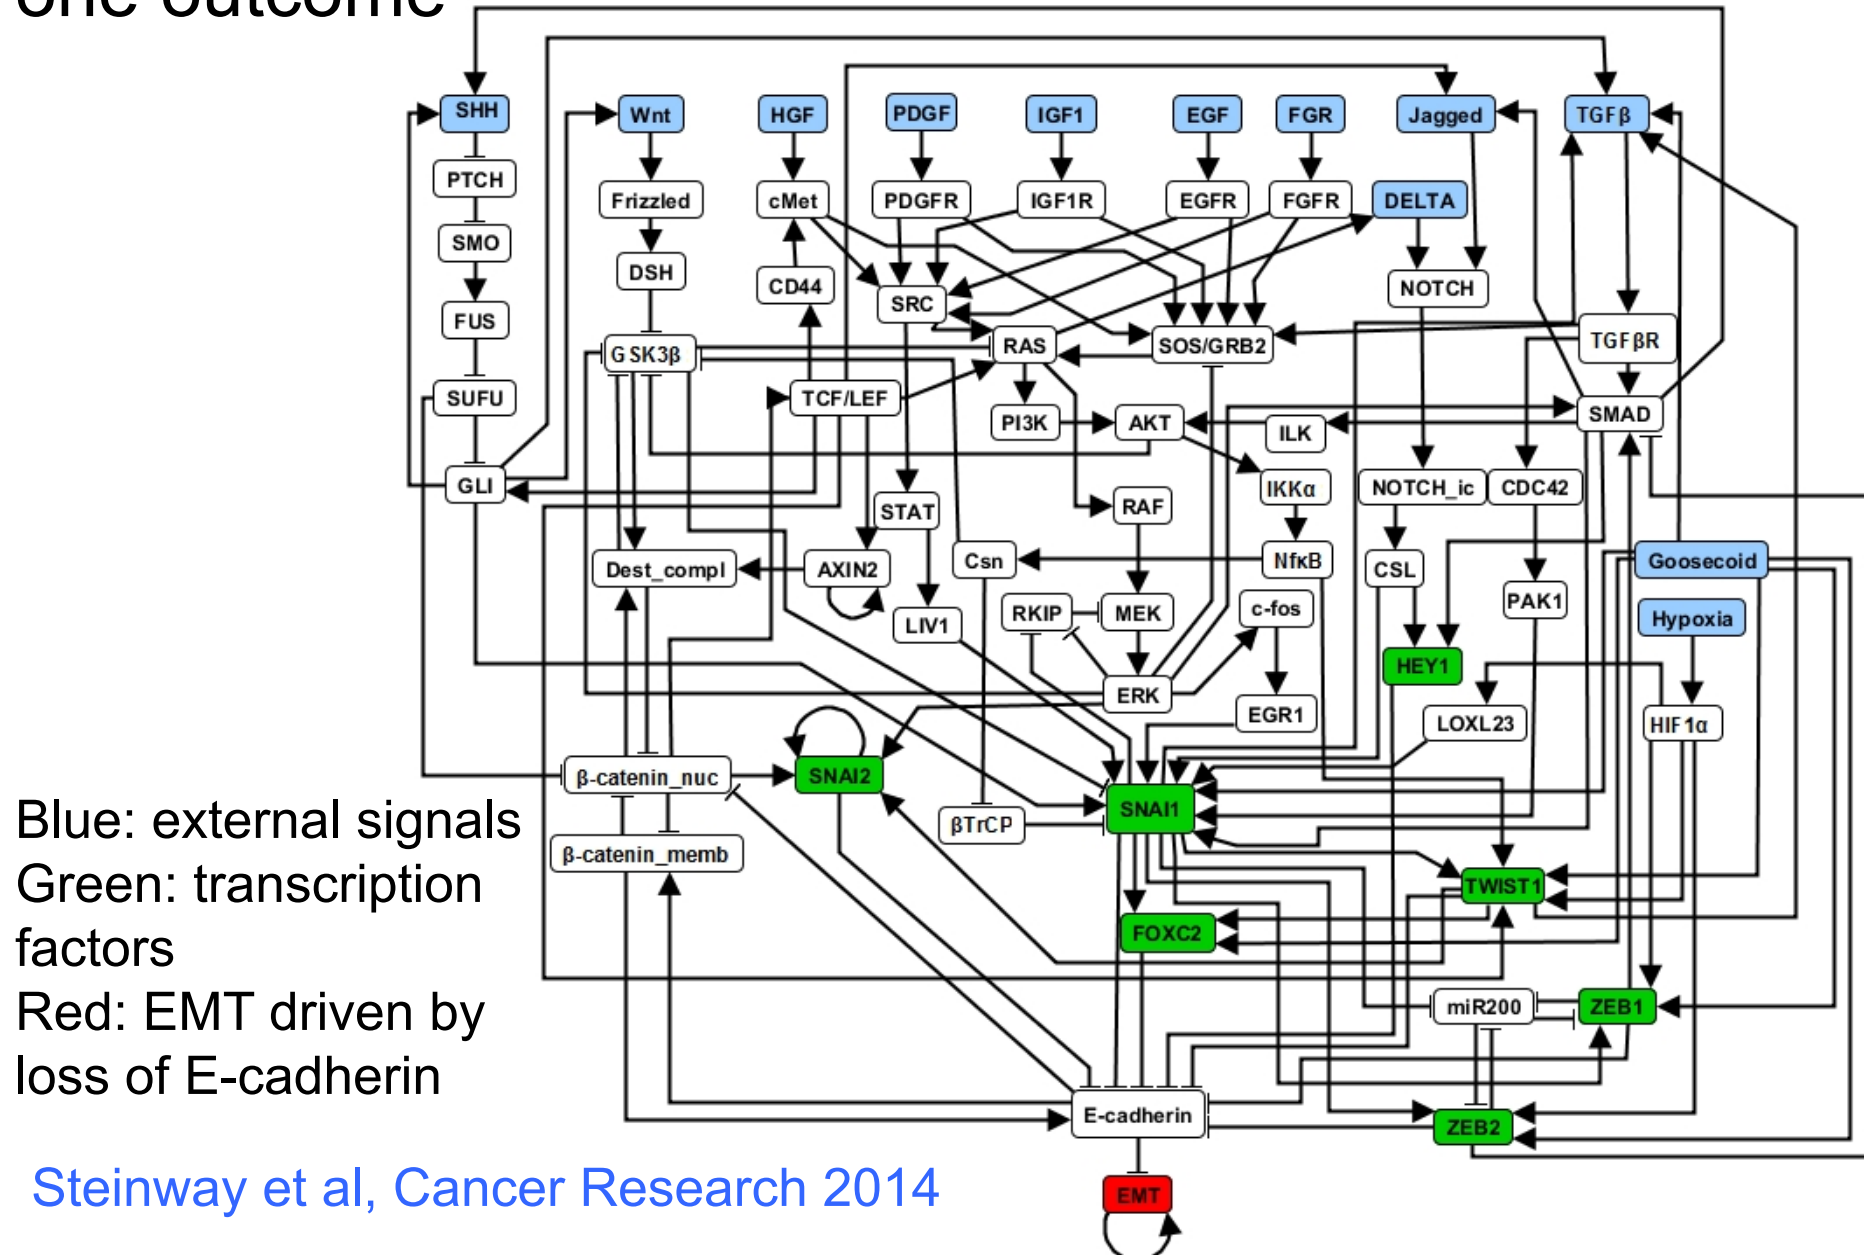 one outcome
SHH
Wnt
HGF
PDGF
IGF1
EGF
FGR
Jagged
TGFβ
PTCH
Frizzled
cMet
PDGFR
IGF1R
EGFR
FGFR
DELTA
SMO
DSH
CD44
SRC
NOTCH
FUS
GSK3β
RAS
SOS/GRB2
TGFβR
SUFU
TCF/LEF
PI3K
AKT
ILK
SMAD
GLI
STAT
RAF
IKKα
NOTCH_ic
CDC42
Dest_compl
AXIN2
Csn
NfκB
CSL
Goosecoid
LIV1
RKIP
MEK
c-fos
PAK1
Hypoxia
HEY1
ERK
EGR1
LOXL23
HIF1α
β-catenin_nuc
SNAI2
SNAI1
βTrCP
β-catenin_memb
TWIST1
FOXC2
miR200
ZEB1
E-cadherin
ZEB2
EMT
Blue: external signals
Green: transcription
factors
Red: EMT driven by
loss of E-cadherin
Steinway et al, Cancer Research 2014